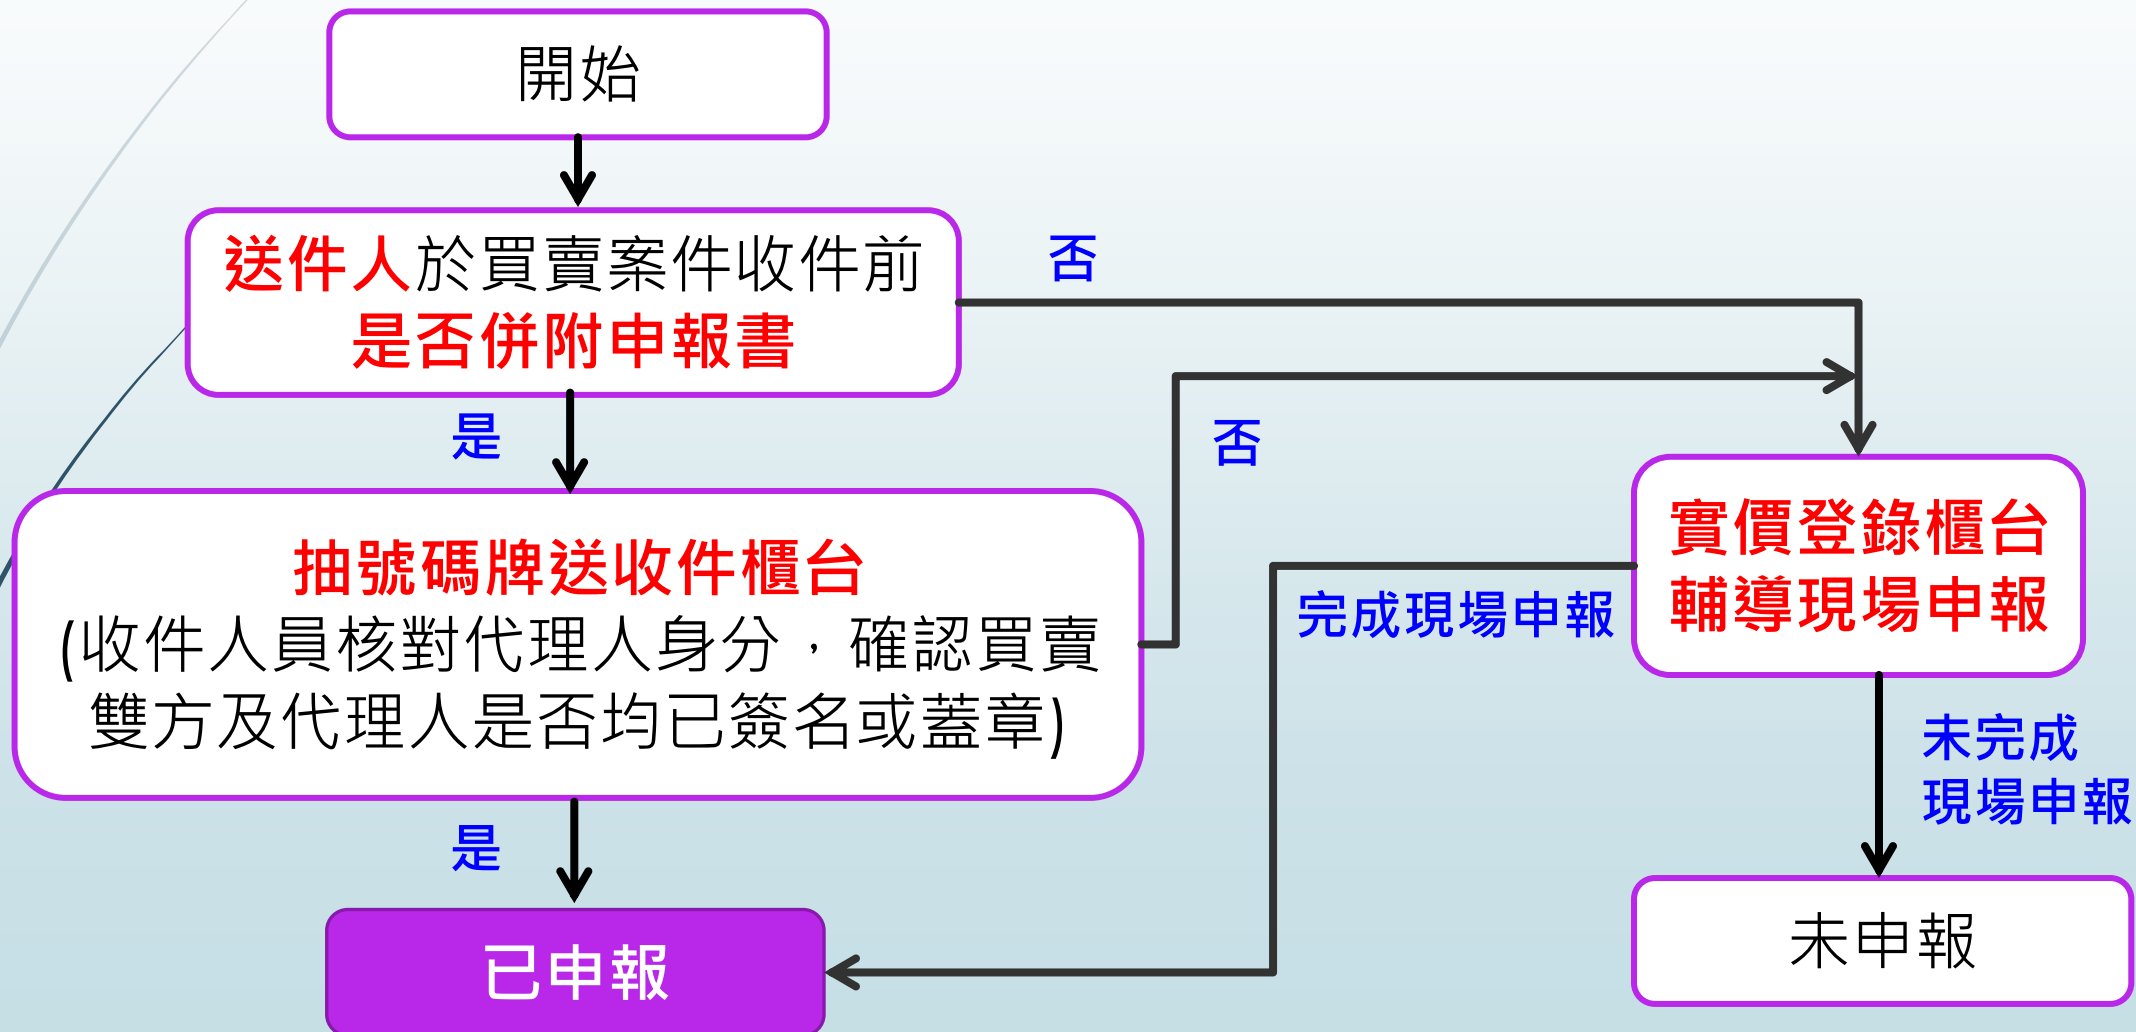 開始
送件人於買賣案件收件前
是否併附申報書
否
是
否
抽號碼牌送收件櫃台
(收件人員核對代理人身分，確認買賣
雙方及代理人是否均已簽名或蓋章)
實價登錄櫃台
輔導現場申報
完成現場申報
未完成
現場申報
是
已申報
未申報